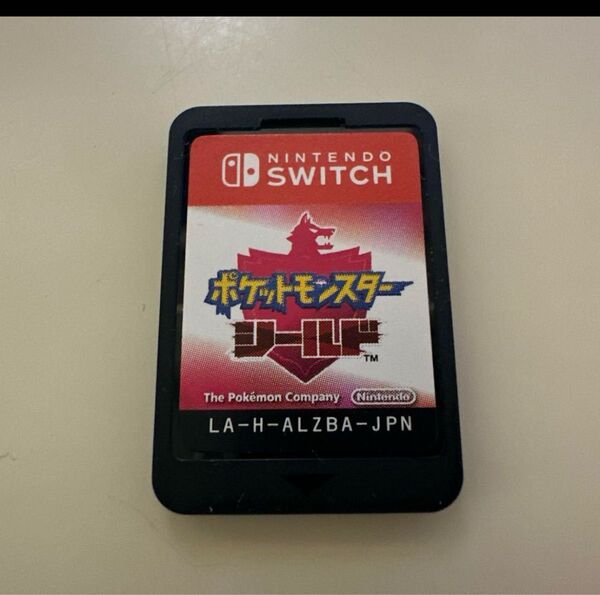 NINTENDO
SWITCH
ポケットモンスター
シールド TM
The Pokémon Company Nintendo
LA-H-ALZBA-JPN